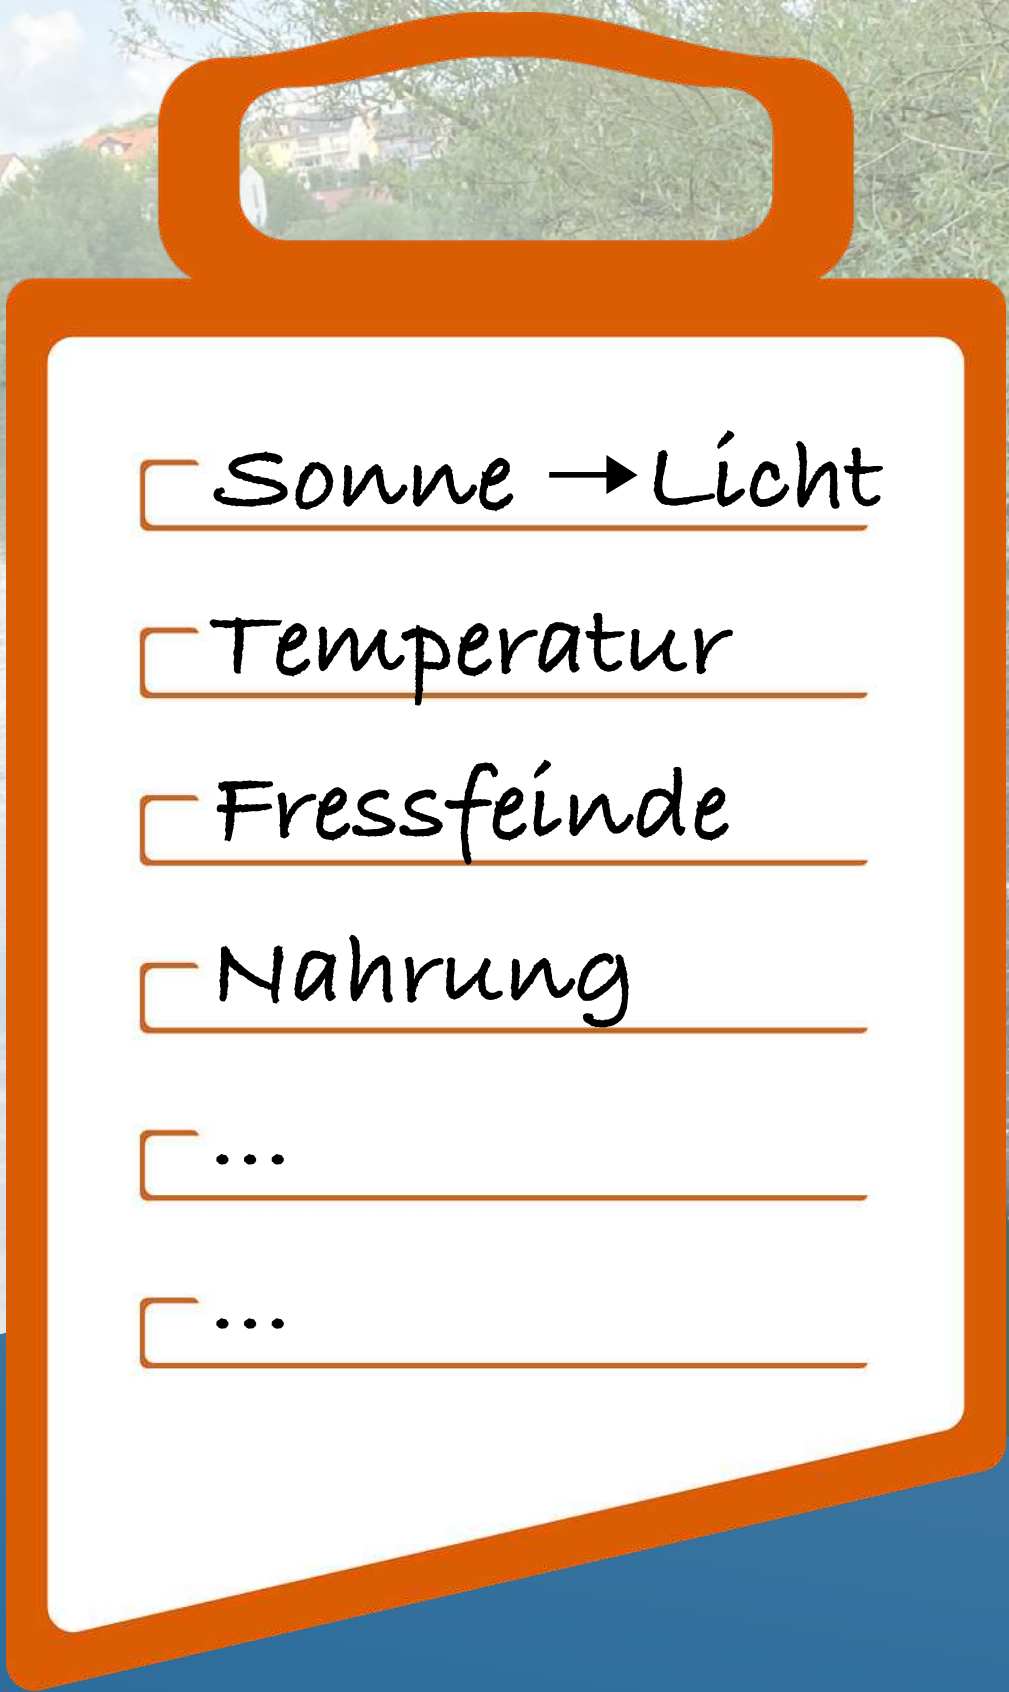 Sonne → Licht
Temperatur
Fressfeinde
Nahrung
...
...